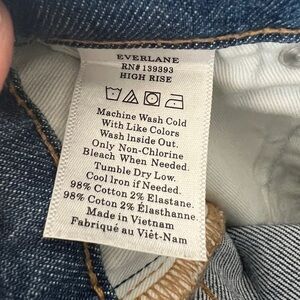 EVERLANE
RN# 139393
HIGH RISE
Machine Wash Cold
With Like Colors
Wash Inside Out.
Only Non-Chlorine
Bleach When Needed.
Tumble Dry Low.
Cool Iron if Needed.
98% Cotton 2% Elastane.
98% Coton 2% Élasthanne.
Made in Vietnam
Fabriqué au Viêt-Nam